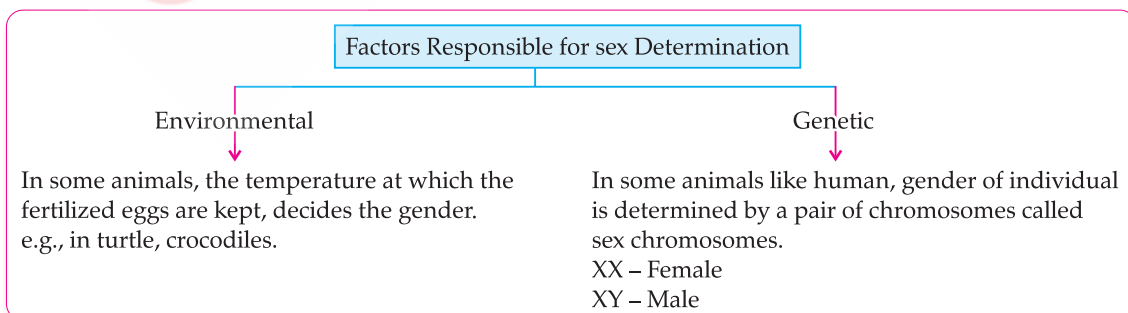 Factors Responsible for sex Determination
Environmental
In some animals, the temperature at which the
fertilized eggs are kept, decides the gender.
e.g., in turtle, crocodiles.
Genetic
In some animals like human, gender of individual
is determined by a pair of chromosomes called
sex chromosomes.
XX – Female
XY – Male